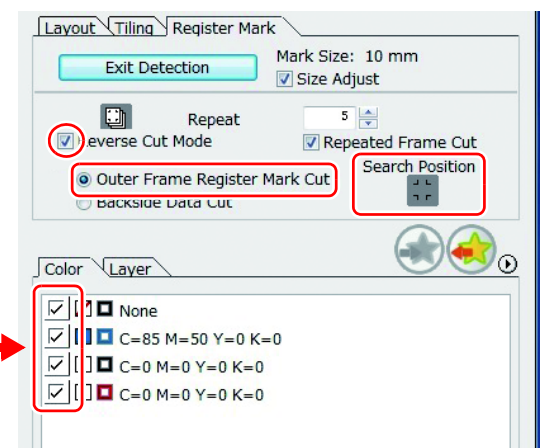 Layout Tiling Register Mark
Exit Detection
Mark Size: 10 mm
Size Adjust
Repeat 5
Reverse Cut Mode
Repeated Frame Cut
Outer Frame Register Mark Cut
Search Position
Backside Data Cut
Color Layer
None
C=85 M=50 Y=0 K=0
C=0 M=0 Y=0 K=0
C=0 M=0 Y=0 K=0